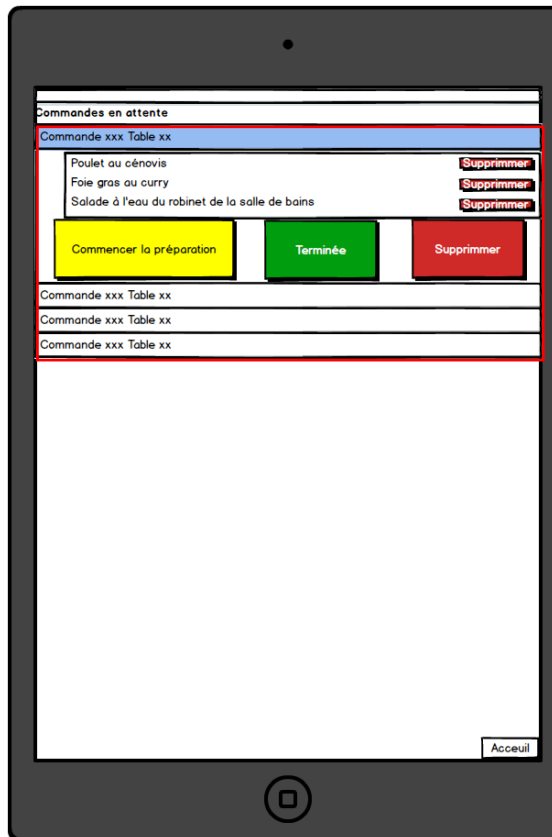 Commandes en attente
Commande xxx Table xx
Poulet au cénovis Supprimmer
Foie gras au curry Supprimmer
Salade à l'eau du robinet de la salle de bains Supprimmer
Commencer la préparation Terminée Supprimmer
Commande xxx Table xx
Commande xxx Table xx
Commande xxx Table xx
Acceuil